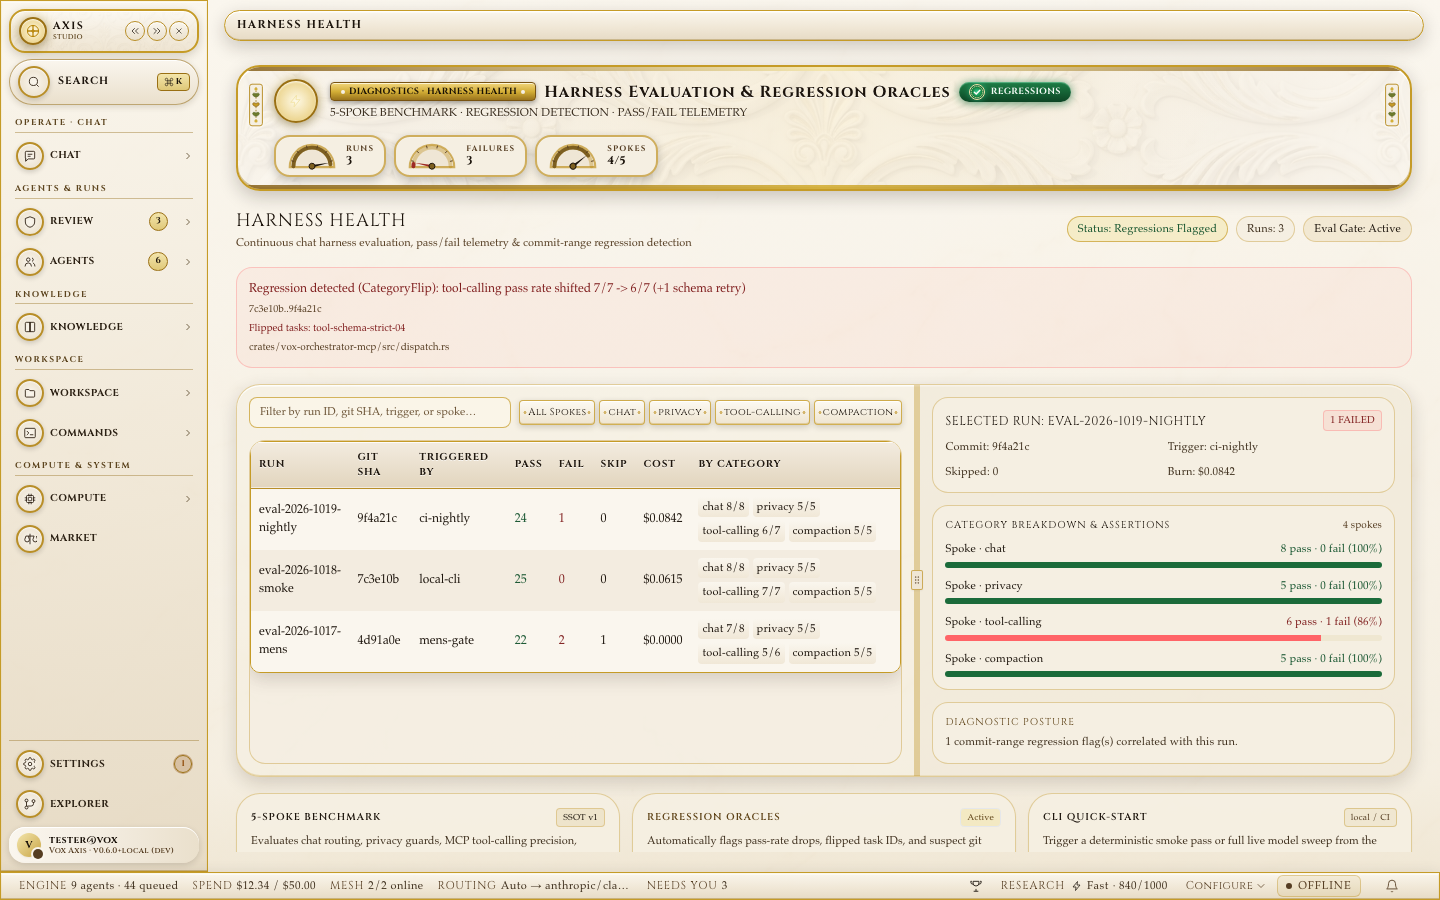 AXIS
STUDIO
SEARCH
⌘K
OPERATE · CHAT
CHAT
AGENTS & RUNS
REVIEW 3
AGENTS 6
KNOWLEDGE
KNOWLEDGE
WORKSPACE
WORKSPACE
COMMANDS
COMPUTE & SYSTEM
COMPUTE
MARKET
SETTINGS 1
EXPLORER
V
TESTER@VOX
VOX AXIS · V0.6.0+LOCAL (DEV)
HARNESS HEALTH
DIAGNOSTICS · HARNESS HEALTH
HARNESS EVALUATION & REGRESSION ORACLES
REGRESSIONS
5-SPOKE BENCHMARK · REGRESSION DETECTION · PASS/FAIL TELEMETRY
RUNS
3
FAILURES
3
SPOKES
4/5
HARNESS HEALTH
Continuous chat harness evaluation, pass/fail telemetry & commit-range regression detection
Status: Regressions Flagged
Runs: 3
Eval Gate: Active
Regression detected (CategoryFlip): tool-calling pass rate shifted 7/7 -> 6/7 (+1 schema retry)
7c3e10b..9f4a21c
Flipped tasks: tool-schema-strict-04
crates/vox-orchestrator-mcp/src/dispatch.rs
Filter by run ID, git SHA, trigger, or spoke…
ALL SPOKES
CHAT
PRIVACY
TOOL-CALLING
COMPACTION
RUN GIT SHA TRIGGERED BY PASS FAIL SKIP COST BY CATEGORY
eval-2026-1019-nightly 9f4a21c ci-nightly 24 1 0 $0.0842 chat 8/8 privacy 5/5
tool-calling 6/7 compaction 5/5
eval-2026-1018-smoke 7c3e10b local-cli 25 0 0 $0.0615 chat 8/8 privacy 5/5
tool-calling 7/7 compaction 5/5
eval-2026-1017-mens 4d91a0e mens-gate 22 2 1 $0.0000 chat 7/8 privacy 5/5
tool-calling 5/6 compaction 5/5
SELECTED RUN: EVAL-2026-1019-NIGHTLY
1 FAILED
Commit: 9f4a21c Trigger: ci-nightly
Skipped: 0 Burn: $0.0842
CATEGORY BREAKDOWN & ASSERTIONS 4 spokes
Spoke · chat 8 pass · 0 fail (100%)
Spoke · privacy 5 pass · 0 fail (100%)
Spoke · tool-calling 6 pass · 1 fail (86%)
Spoke · compaction 5 pass · 0 fail (100%)
DIAGNOSTIC POSTURE
1 commit-range regression flag(s) correlated with this run.
5-SPOKE BENCHMARK SSOT v1
Evaluates chat routing, privacy guards, MCP tool-calling precision,
REGRESSION ORACLES Active
Automatically flags pass-rate drops, flipped task IDs, and suspect git
CLI QUICK-START local / CI
Trigger a deterministic smoke pass or full live model sweep from the
ENGINE 9 agents · 44 queued SPEND $12.34 / $50.00 MESH 2/2 online ROUTING Auto → anthropic/cla… NEEDS YOU 3 RESEARCH Fast · 840/1000 CONFIGURE OFFLINE